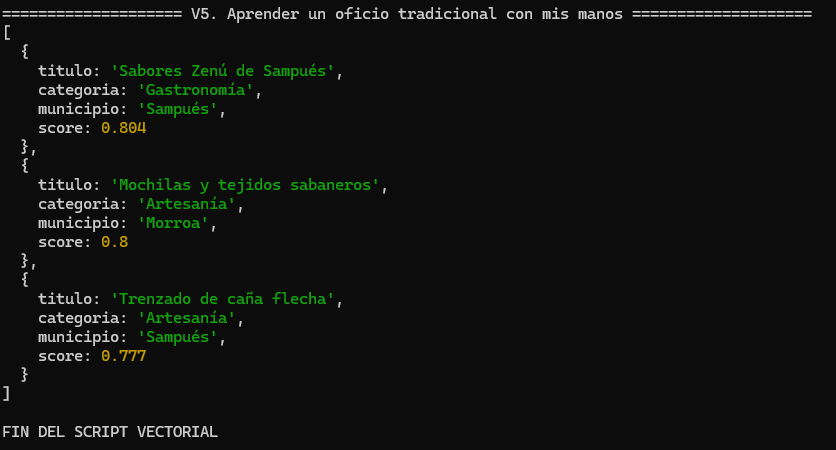 ==================== V5. Aprender un oficio tradicional con mis manos ====================
[
  {
    titulo: 'Sabores Zenú de Sampués',
    categoria: 'Gastronomía',
    municipio: 'Sampués',
    score: 0.804
  },
  {
    titulo: 'Mochilas y tejidos sabaneros',
    categoria: 'Artesanía',
    municipio: 'Morroa',
    score: 0.8
  },
  {
    titulo: 'Trenzado de caña flecha',
    categoria: 'Artesanía',
    municipio: 'Sampués',
    score: 0.777
  }
]

FIN DEL SCRIPT VECTORIAL